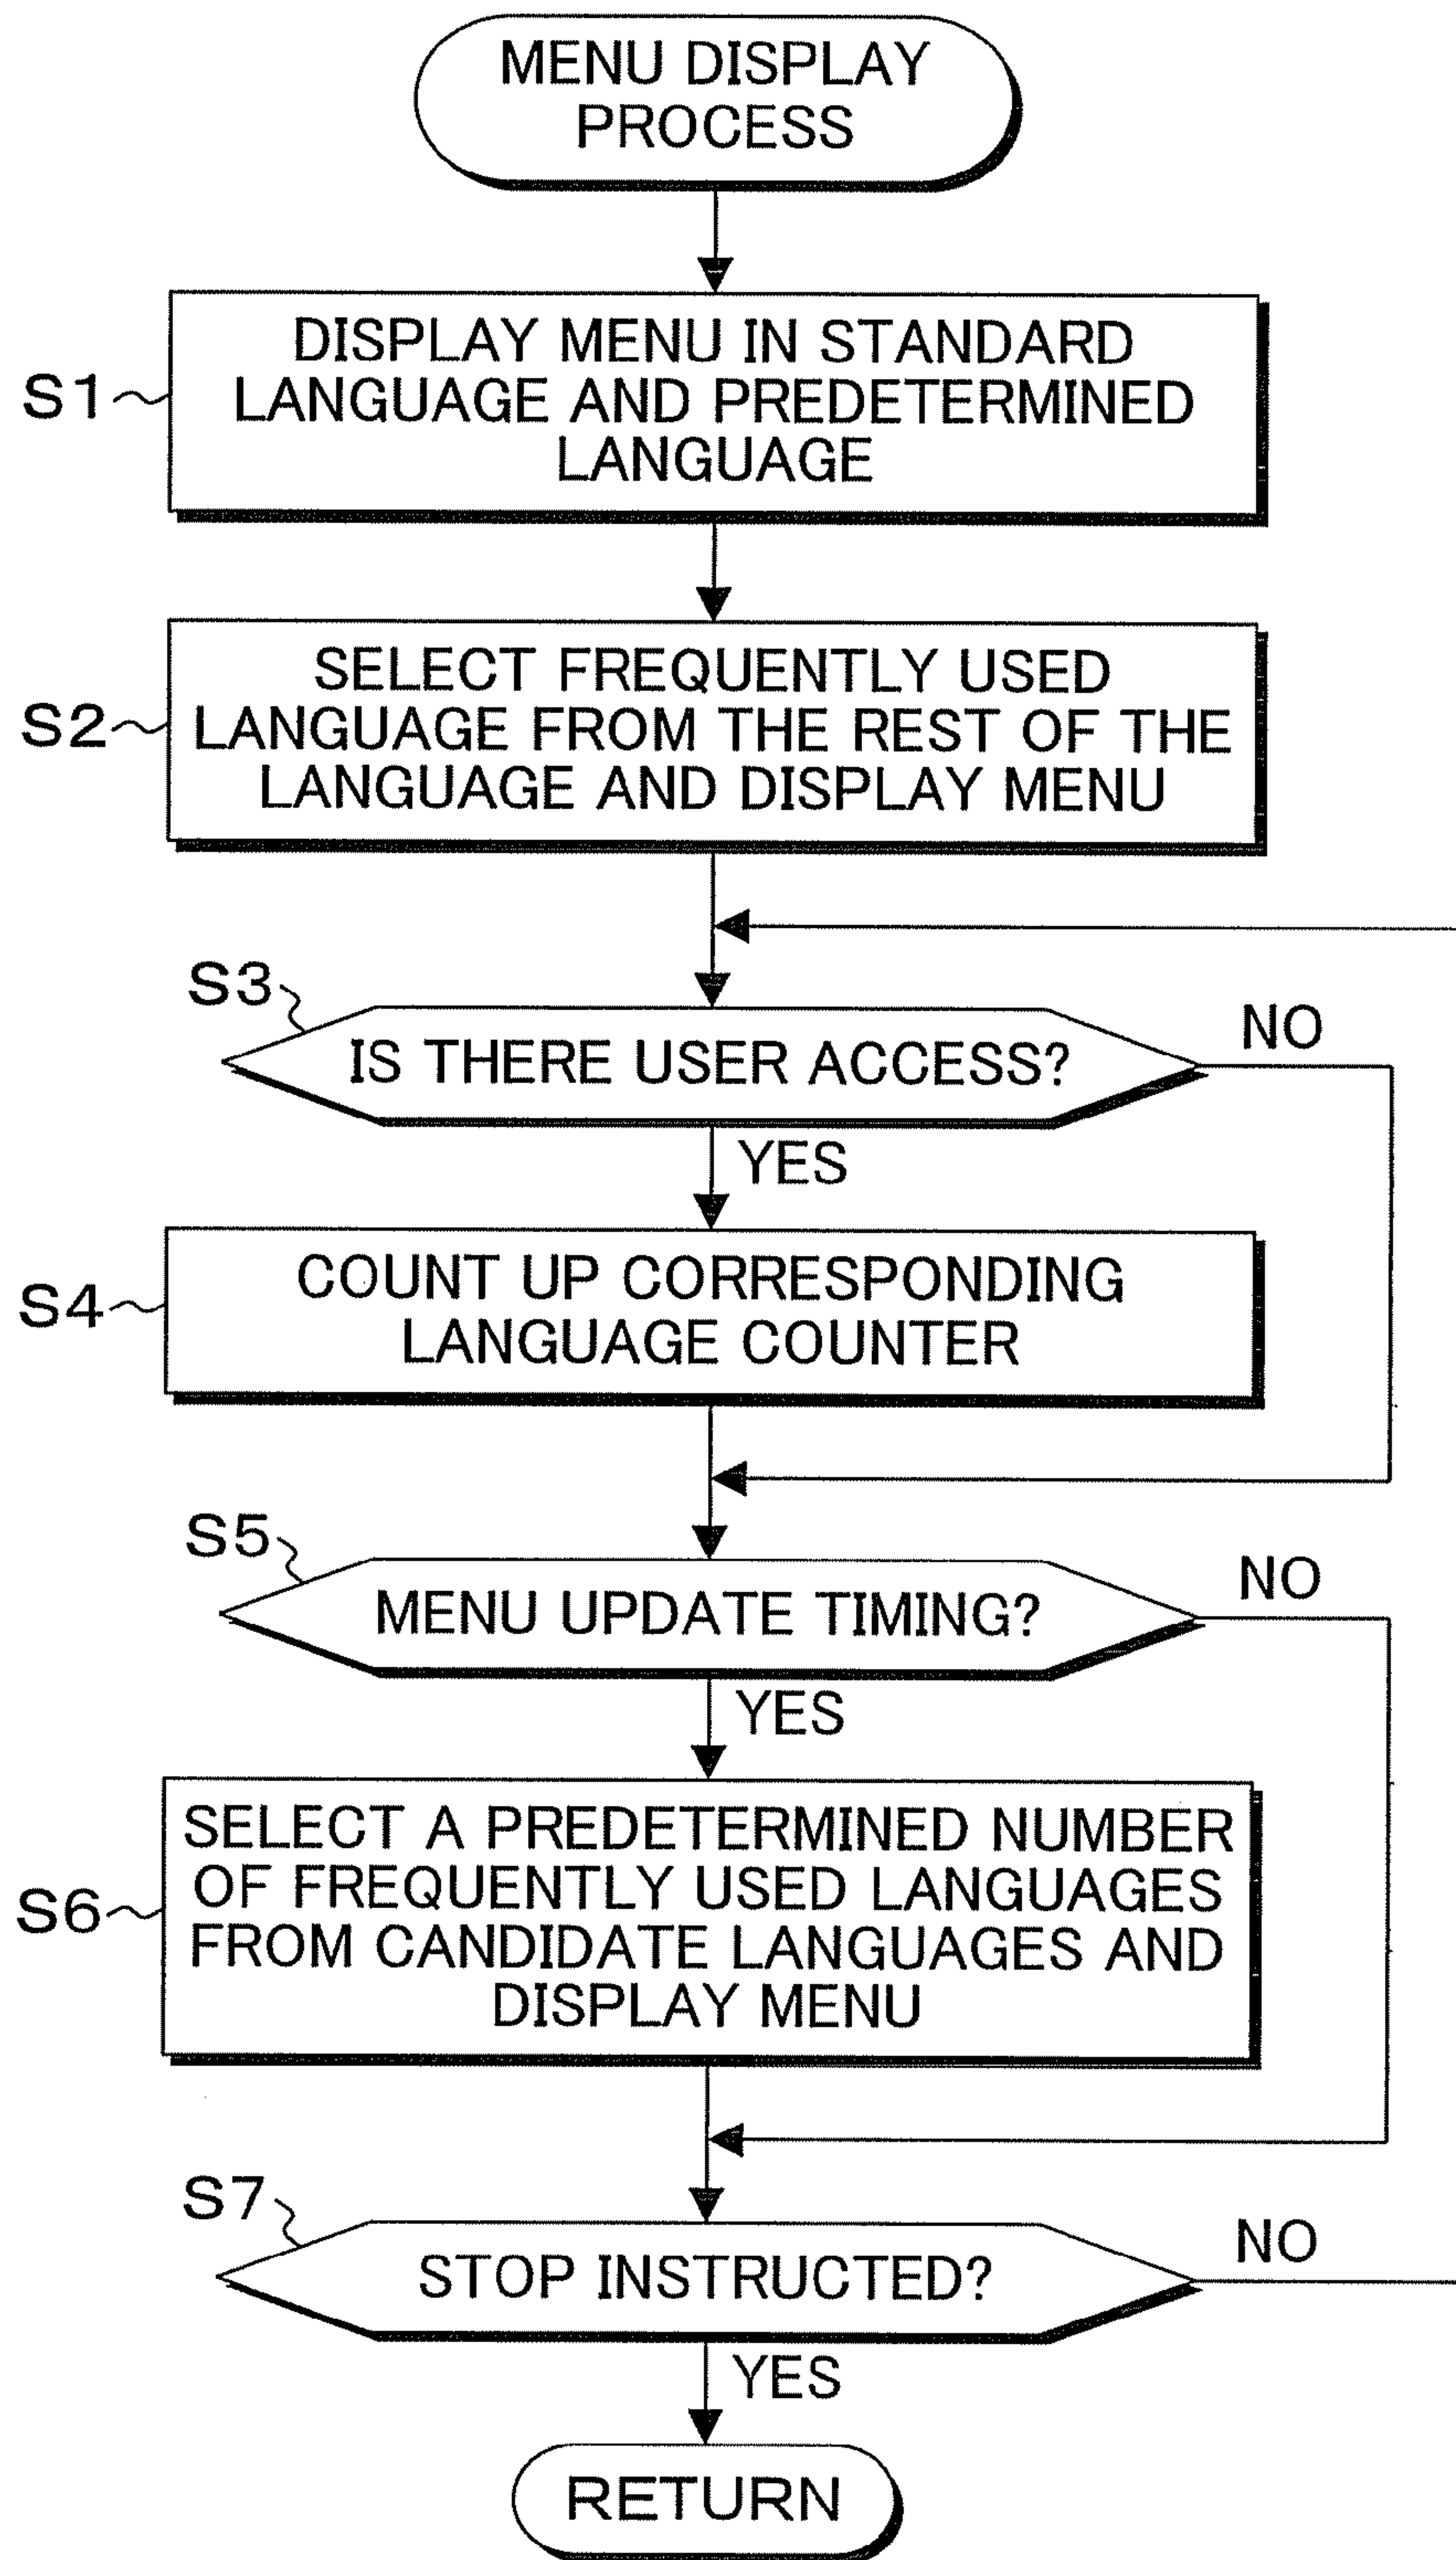 MENU DISPLAY
PROCESS
S1
DISPLAY MENU IN STANDARD
LANGUAGE AND PREDETERMINED
LANGUAGE
S2
SELECT FREQUENTLY USED
LANGUAGE FROM THE REST OF THE
LANGUAGE AND DISPLAY MENU
S3
IS THERE USER ACCESS?
NO
YES
S4
COUNT UP CORRESPONDING
LANGUAGE COUNTER
S5
MENU UPDATE TIMING?
NO
YES
S6
SELECT A PREDETERMINED NUMBER
OF FREQUENTLY USED LANGUAGES
FROM CANDIDATE LANGUAGES AND
DISPLAY MENU
S7
STOP INSTRUCTED?
NO
YES
RETURN